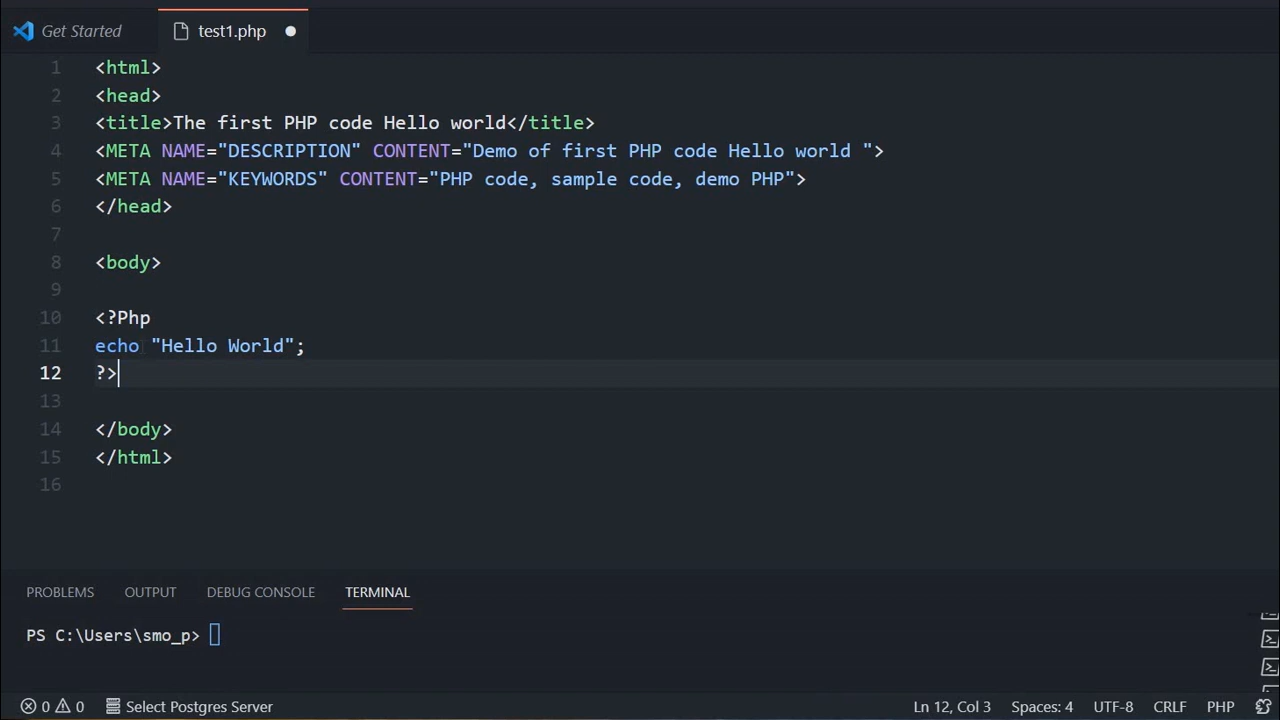 Get Started test1.php
1 <html>
2 <head>
3 <title>The first PHP code Hello world</title>
4 <META NAME="DESCRIPTION" CONTENT="Demo of first PHP code Hello world ">
5 <META NAME="KEYWORDS" CONTENT="PHP code, sample code, demo PHP">
6 </head>
7
8 <body>
9
10 <?Php
11 echo "Hello World";
12 ?>
13
14 </body>
15 </html>
16
PROBLEMS OUTPUT DEBUG CONSOLE TERMINAL
PS C:\Users\smo_p>
0 0 Select Postgres Server Ln 12, Col 3 Spaces: 4 UTF-8 CRLF PHP